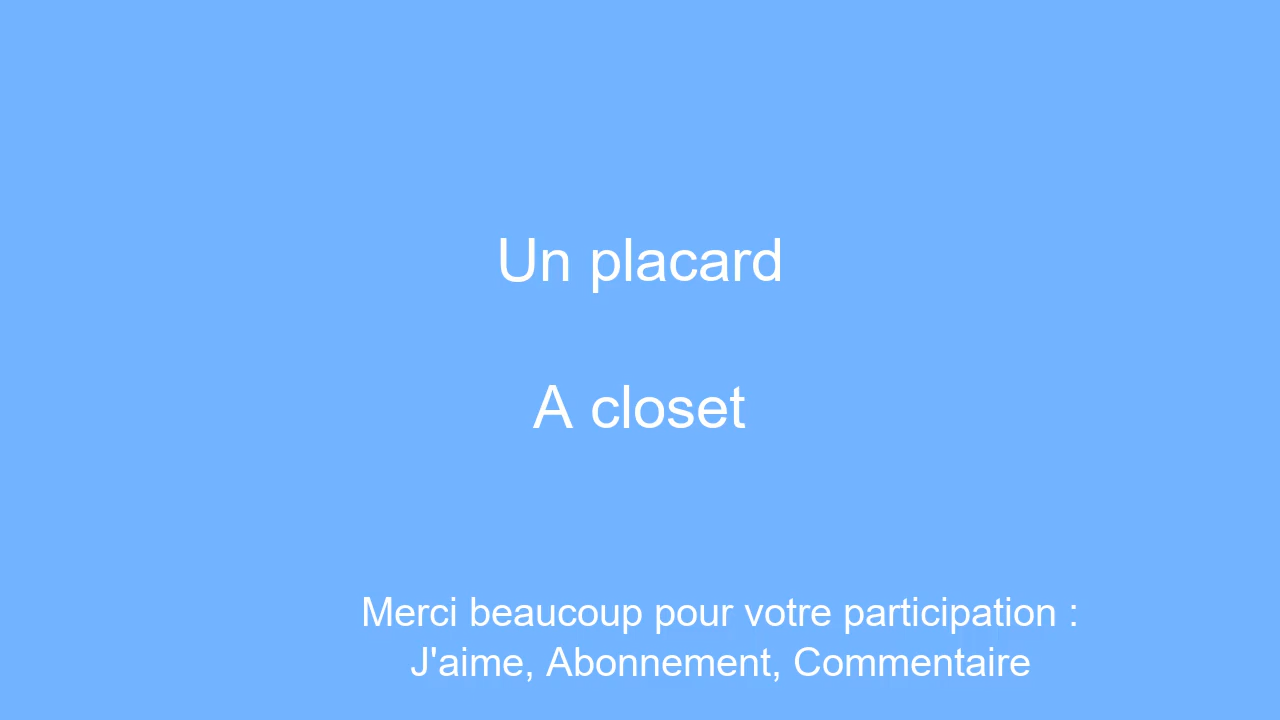 Un placard
A closet
Merci beaucoup pour votre participation :
J'aime, Abonnement, Commentaire